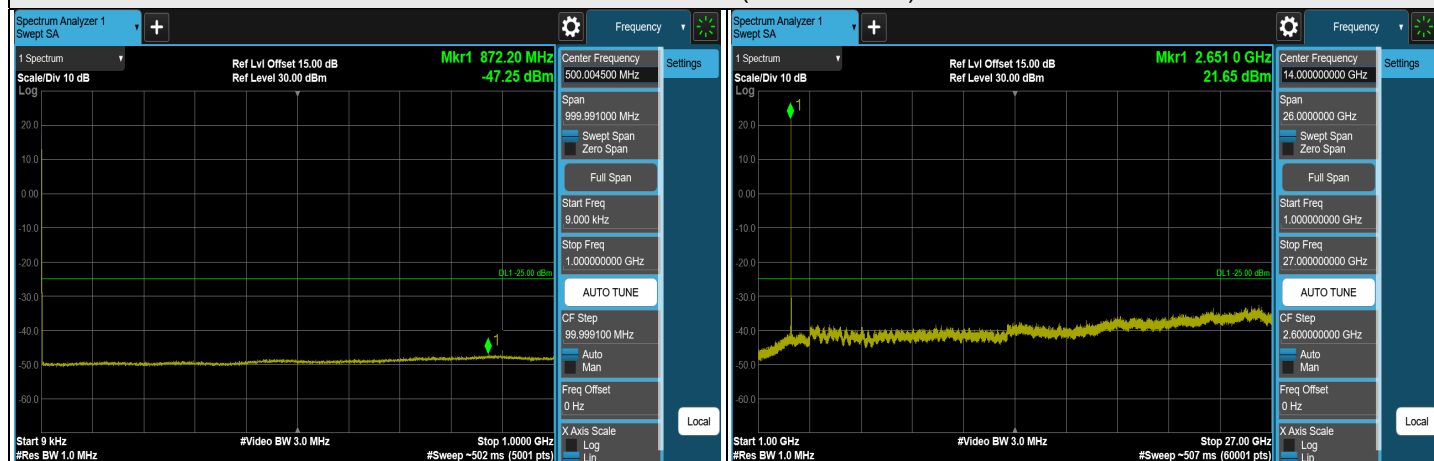 Spectrum Analyzer 1
Swept SA
+
Frequency
1 Spectrum
Scale/Div 10 dB
Log
Ref Lvl Offset 15.00 dB
Ref Level 30.00 dBm
Mkr1 872.20 MHz
-47.25 dBm
20.0
10.0
0.00
-10.0
-20.0
-30.0
-40.0
-50.0
-60.0
DL1 -25.00 dBm
1
Start 9 kHz
#Res BW 1.0 MHz
#Video BW 3.0 MHz
Stop 1.0000 GHz
#Sweep ~502 ms (5001 pts)
Center Frequency
500.004500 MHz
Settings
Span
999.991000 MHz
Swept Span
Zero Span
Full Span
Start Freq
9.000 kHz
Stop Freq
1.000000000 GHz
AUTO TUNE
CF Step
99.999100 MHz
Auto
Man
Freq Offset
0 Hz
X Axis Scale
Log
Lin
Local
Spectrum Analyzer 1
Swept SA
+
Frequency
1 Spectrum
Scale/Div 10 dB
Log
Ref Lvl Offset 15.00 dB
Ref Level 30.00 dBm
Mkr1 2.651 0 GHz
21.65 dBm
1
20.0
10.0
0.00
-10.0
-20.0
-30.0
-40.0
-50.0
-60.0
DL1 -25.00 dBm
Start 1.00 GHz
#Res BW 1.0 MHz
#Video BW 3.0 MHz
Stop 27.00 GHz
#Sweep ~507 ms (60001 pts)
Center Frequency
14.000000000 GHz
Settings
Span
26.0000000 GHz
Swept Span
Zero Span
Full Span
Start Freq
1.000000000 GHz
Stop Freq
27.000000000 GHz
AUTO TUNE
CF Step
2.600000000 GHz
Auto
Man
Freq Offset
0 Hz
X Axis Scale
Log
Lin
Local